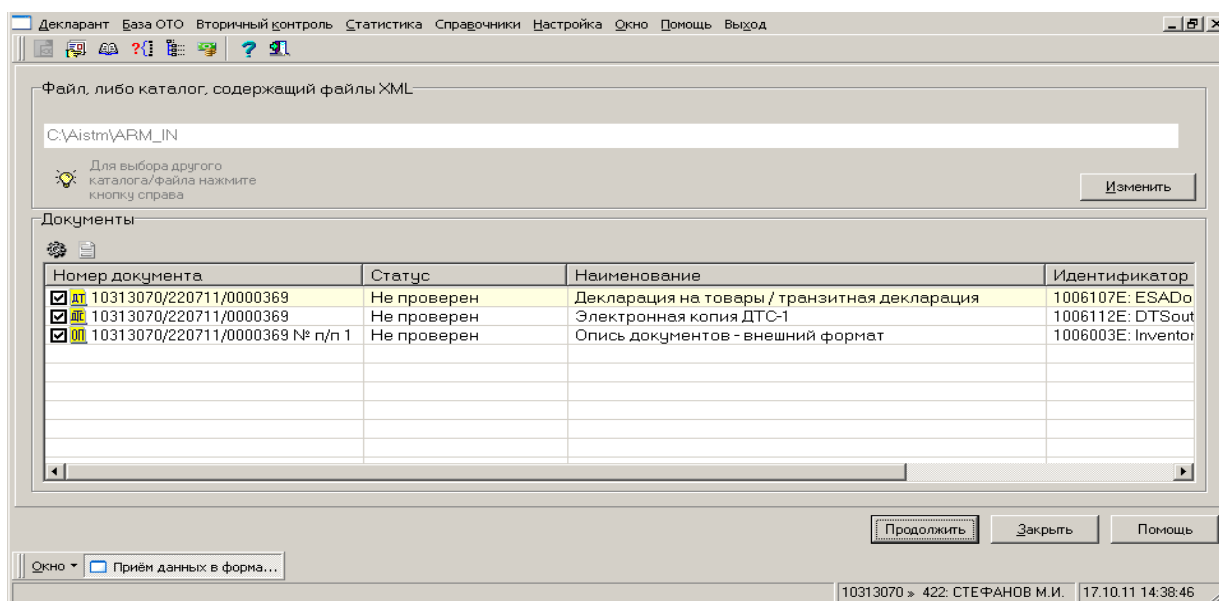 Декларант База ОТО Вторичный контроль Статистика Справочники Настройка Окно Помощь Выход
Файл, либо каталог, содержащий файлы XML
C:\Aistm\ARM_IN
Для выбора другого
каталога/файла нажмите
кнопку справа
Изменить
Документы
Номер документа Статус Наименование Идентификатор
ДТ 10313070/220711/0000369 Не проверен Декларация на товары / транзитная декларация 1006107E: ESADo
10313070/220711/0000369 Не проверен Электронная копия ДТС-1 1006112E: DTSout
ОП 10313070/220711/0000369 № п/п 1 Не проверен Опись документов - внешний формат 1006003E: Inventor
Продолжить Закрыть Помощь
Окно Приём данных в форма...
10313070 » 422: СТЕФАНОВ М.И. 17.10.11 14:38:46